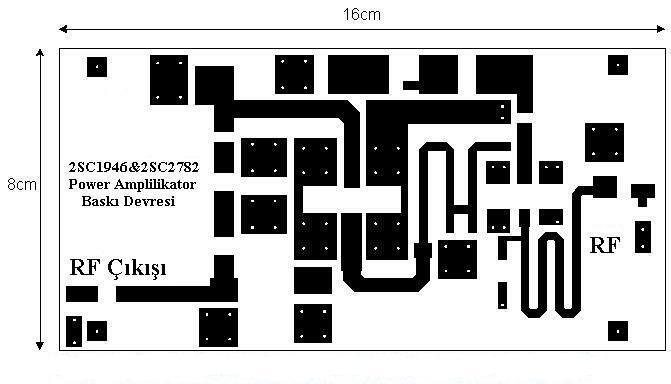 16cm
8cm
2SC1946&2SC2782
Power Amplilikator
Baskı Devresi
RF Çıkışı
RF